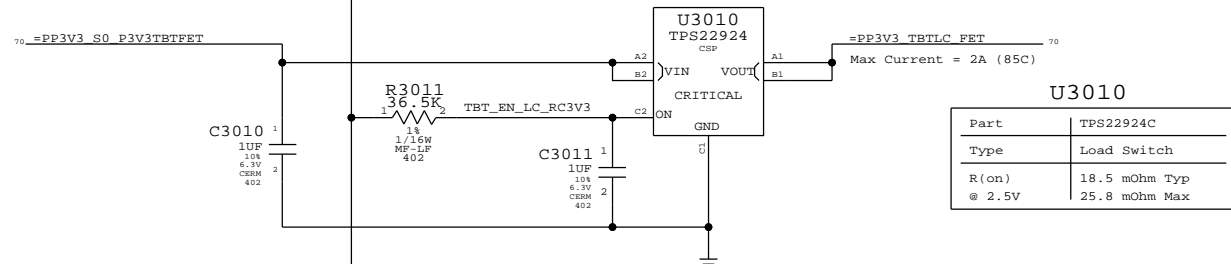 U3010
TPS22924
CSP
70 =PP3V3_S0_P3V3TBTFET
=PP3V3_TBTLC_FET 70
A2 A1
Max Current = 2A (85C)
B2 VIN VOUT B1
R3011
36.5K
1 2
TBT_EN_LC_RC3V3
CRITICAL
C2 ON
GND
C1
1%
1/16W
MF-LF
402
C3010 1
1UF
10%
6.3V
CERM
402
2
C3011 1
1UF
10%
6.3V
CERM
402
2
U3010
Part TPS22924C
Type Load Switch
R(on) 18.5 mOhm Typ
@ 2.5V 25.8 mOhm Max